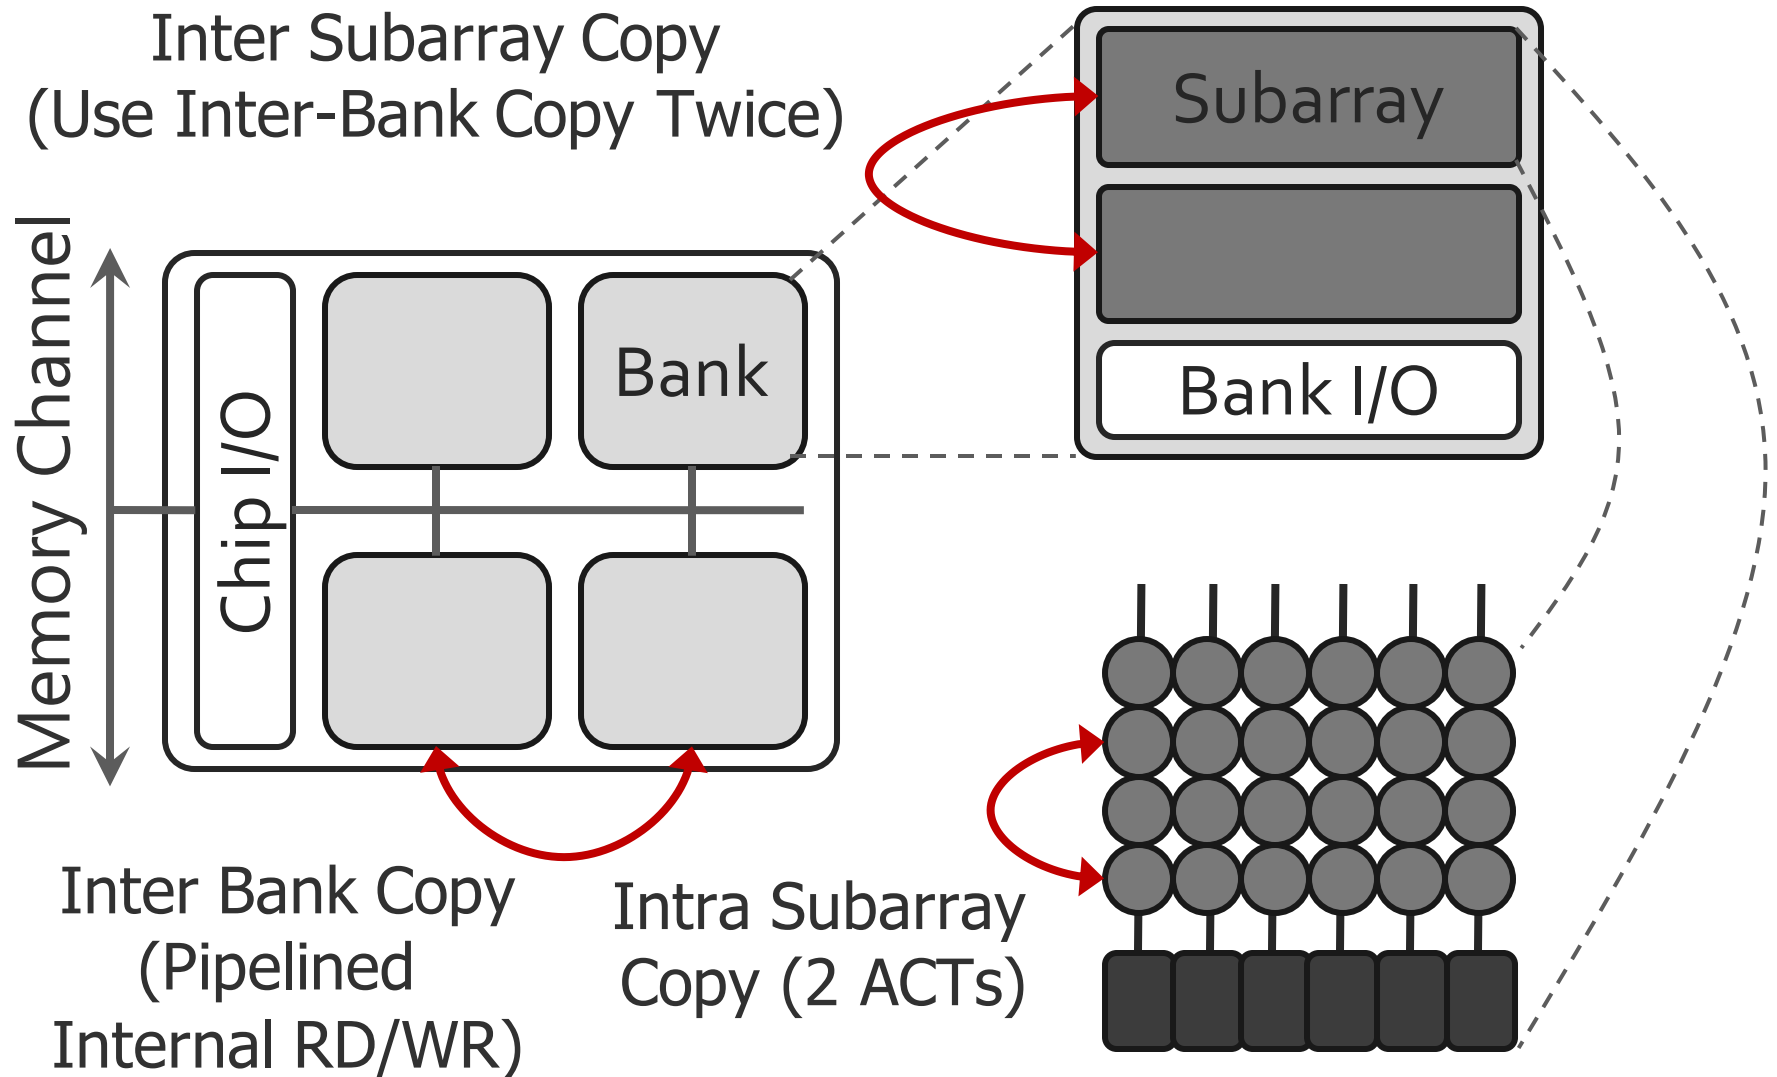 Inter Subarray Copy
(Use Inter-Bank Copy Twice)
Subarray
Bank I/O
Memory Channel
Chip I/O
Bank
Inter Bank Copy
(Pipelined
Internal RD/WR)
Intra Subarray
Copy (2 ACTs)